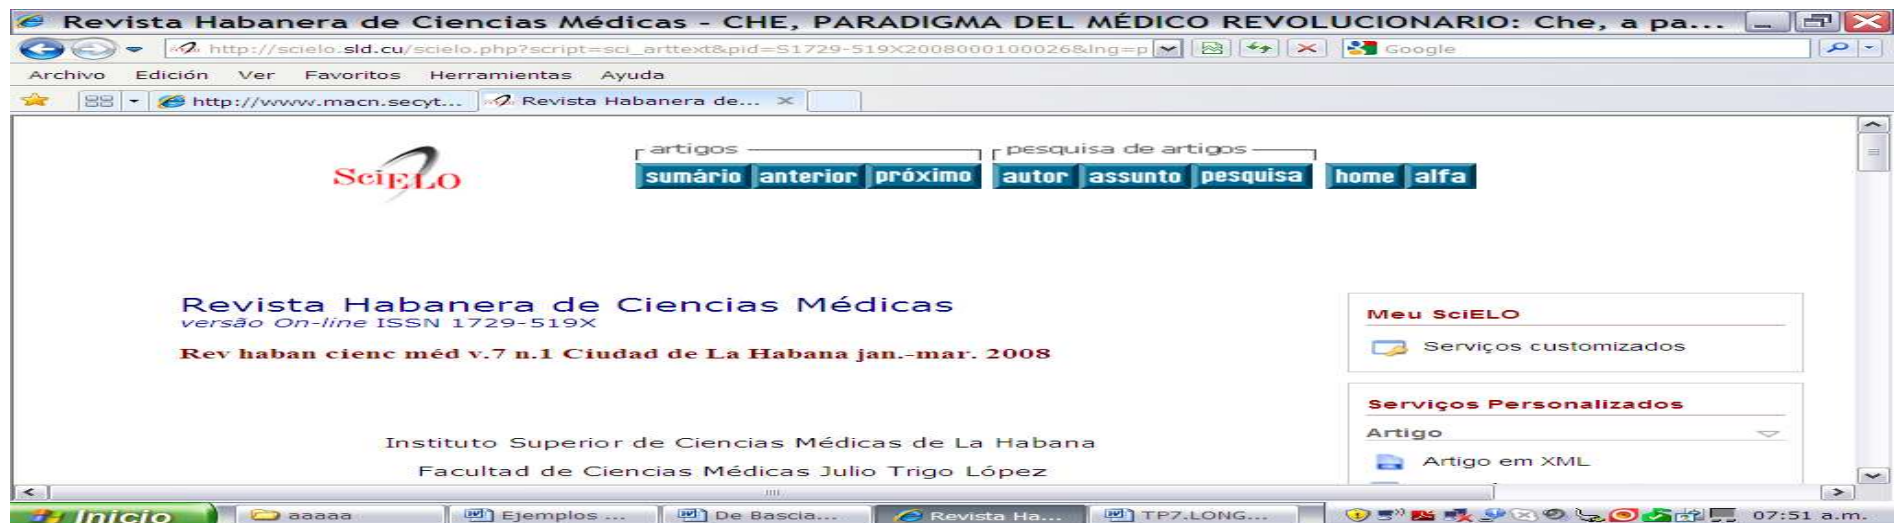 Revista Habanera de Ciencias Médicas - CHE, PARADIGMA DEL MÉDICO REVOLUCIONARIO: Che, a pa...
http://scielo.sld.cu/scielo.php?script=sci_arttext&pid=S1729-519X2008000100026&lng=p Google
Archivo Edición Ver Favoritos Herramientas Ayuda
http://www.macn.secyt... Revista Habanera de...
artigos pesquisa de artigos
SciELO sumário anterior próximo autor assunto pesquisa home alfa
Revista Habanera de Ciencias Médicas
versão On-line ISSN 1729-519X
Rev haban cienc méd v.7 n.1 Ciudad de La Habana jan.-mar. 2008
Instituto Superior de Ciencias Médicas de La Habana
Facultad de Ciencias Médicas Julio Trigo López
Meu SciELO
Serviços customizados
Serviços Personalizados
Artigo
Artigo em XML
Inicio aaaaa Ejemplos ... De Bascia... Revista Ha... TP7.LONG... 07:51 a.m.